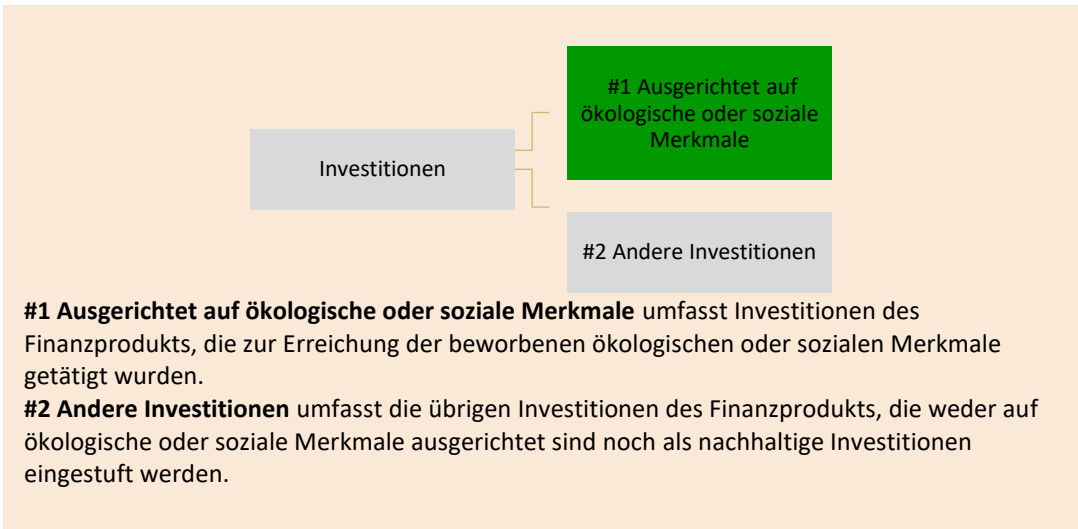 #1 Ausgerichtet auf
ökologische oder soziale
Merkmale
Investitionen
#2 Andere Investitionen
#1 Ausgerichtet auf ökologische oder soziale Merkmale umfasst Investitionen des
Finanzprodukts, die zur Erreichung der beworbenen ökologischen oder sozialen Merkmale
getätigt wurden.
#2 Andere Investitionen umfasst die übrigen Investitionen des Finanzprodukts, die weder auf
ökologische oder soziale Merkmale ausgerichtet sind noch als nachhaltige Investitionen
eingestuft werden.